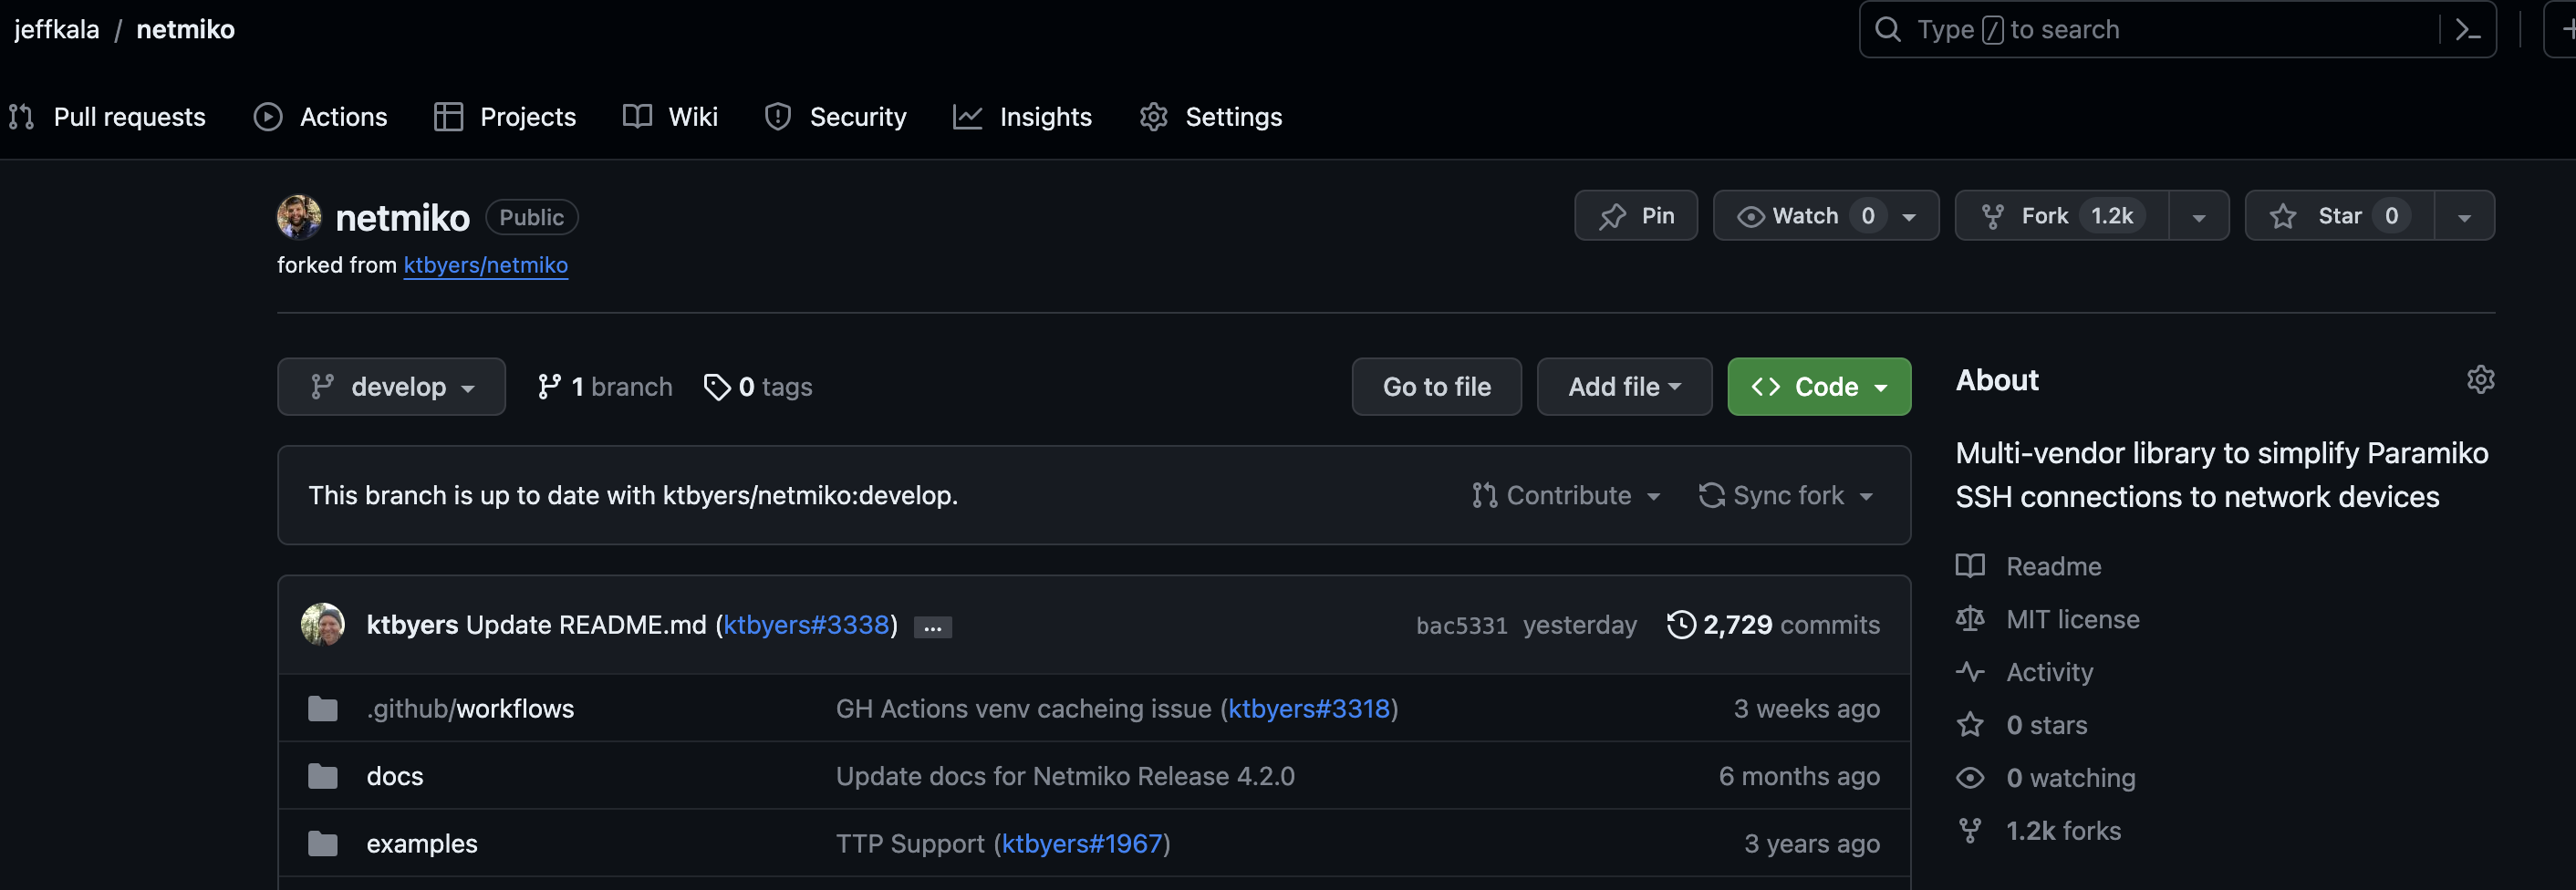 jeffkala / netmiko
Type / to search
Pull requests Actions Projects Wiki Security Insights Settings
netmiko Public
Pin Watch 0 Fork 1.2k Star 0
forked from ktbyers/netmiko
develop 1 branch 0 tags
Go to file Add file Code
This branch is up to date with ktbyers/netmiko:develop.
Contribute Sync fork
ktbyers Update README.md (ktbyers#3338) ...
bac5331 yesterday 2,729 commits
.github/workflows GH Actions venv cacheing issue (ktbyers#3318) 3 weeks ago
docs Update docs for Netmiko Release 4.2.0 6 months ago
examples TTP Support (ktbyers#1967) 3 years ago
About
Multi-vendor library to simplify Paramiko
SSH connections to network devices
Readme
MIT license
Activity
0 stars
0 watching
1.2k forks